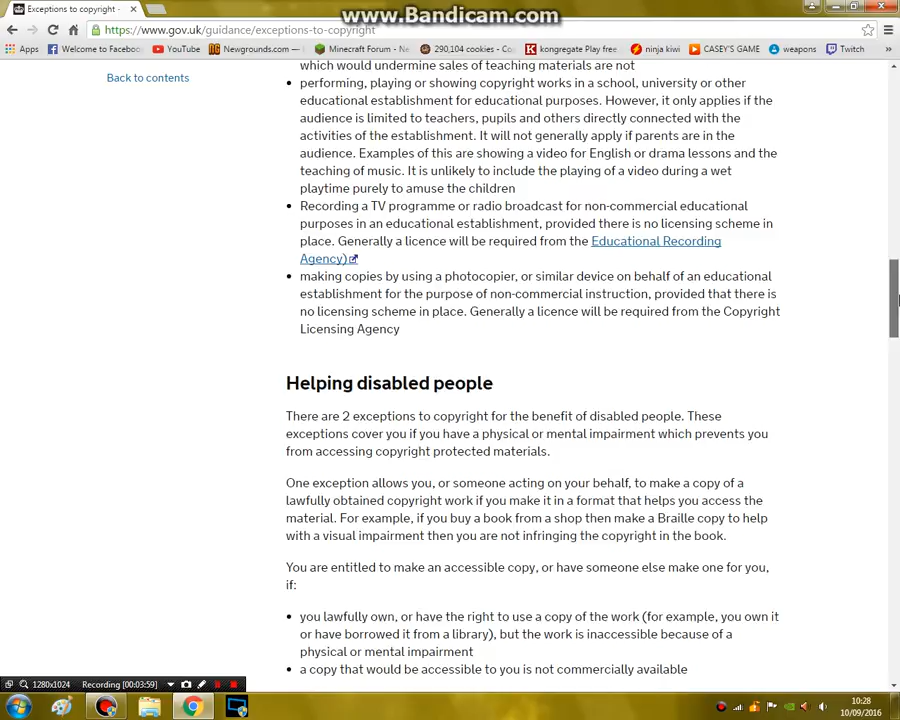 www.Bandicam.com
Exceptions to copyright -
https://www.gov.uk/guidance/exceptions-to-copyright
Apps Welcome to Faceboo YouTube Newgrounds.com — Minecraft Forum - Ne 290,104 cookies - Co kongregate Play free ninja kiwi CASEY'S GAME weapons Twitch »
Back to contents
which would undermine sales of teaching materials are not
• performing, playing or showing copyright works in a school, university or other
educational establishment for educational purposes. However, it only applies if the
audience is limited to teachers, pupils and others directly connected with the
activities of the establishment. It will not generally apply if parents are in the
audience. Examples of this are showing a video for English or drama lessons and the
teaching of music. It is unlikely to include the playing of a video during a wet
playtime purely to amuse the children
• Recording a TV programme or radio broadcast for non-commercial educational
purposes in an educational establishment, provided there is no licensing scheme in
place. Generally a licence will be required from the Educational Recording
Agency)
• making copies by using a photocopier, or similar device on behalf of an educational
establishment for the purpose of non-commercial instruction, provided that there is
no licensing scheme in place. Generally a licence will be required from the Copyright
Licensing Agency
Helping disabled people
There are 2 exceptions to copyright for the benefit of disabled people. These
exceptions cover you if you have a physical or mental impairment which prevents you
from accessing copyright protected materials.
One exception allows you, or someone acting on your behalf, to make a copy of a
lawfully obtained copyright work if you make it in a format that helps you access the
material. For example, if you buy a book from a shop then make a Braille copy to help
with a visual impairment then you are not infringing the copyright in the book.
You are entitled to make an accessible copy, or have someone else make one for you,
if:
• you lawfully own, or have the right to use a copy of the work (for example, you own it
or have borrowed it from a library), but the work is inaccessible because of a
physical or mental impairment
• a copy that would be accessible to you is not commercially available
1280x1024 Recording [00:03:59]
10:28
10/09/2016